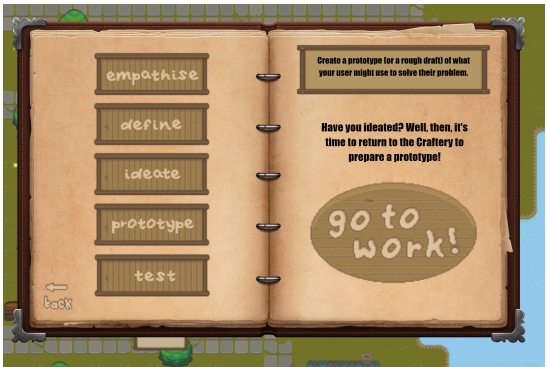 empathise
define
ideate
prototype
test
back
Create a prototype (or a rough draft) of what
your user might use to solve their problem.
Have you ideated? Well, then, it's
time to return to the Craftery to
prepare a prototype!
go to
work!